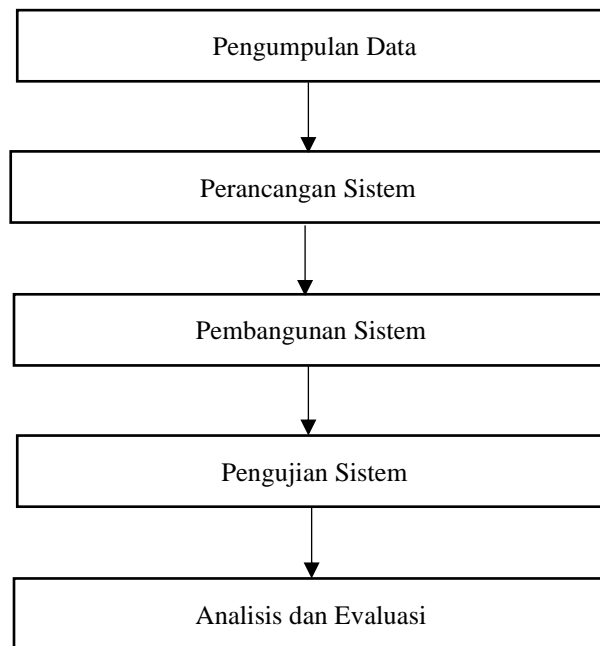 Pengumpulan Data
Perancangan Sistem
Pembangunan Sistem
Pengujian Sistem
Analisis dan Evaluasi